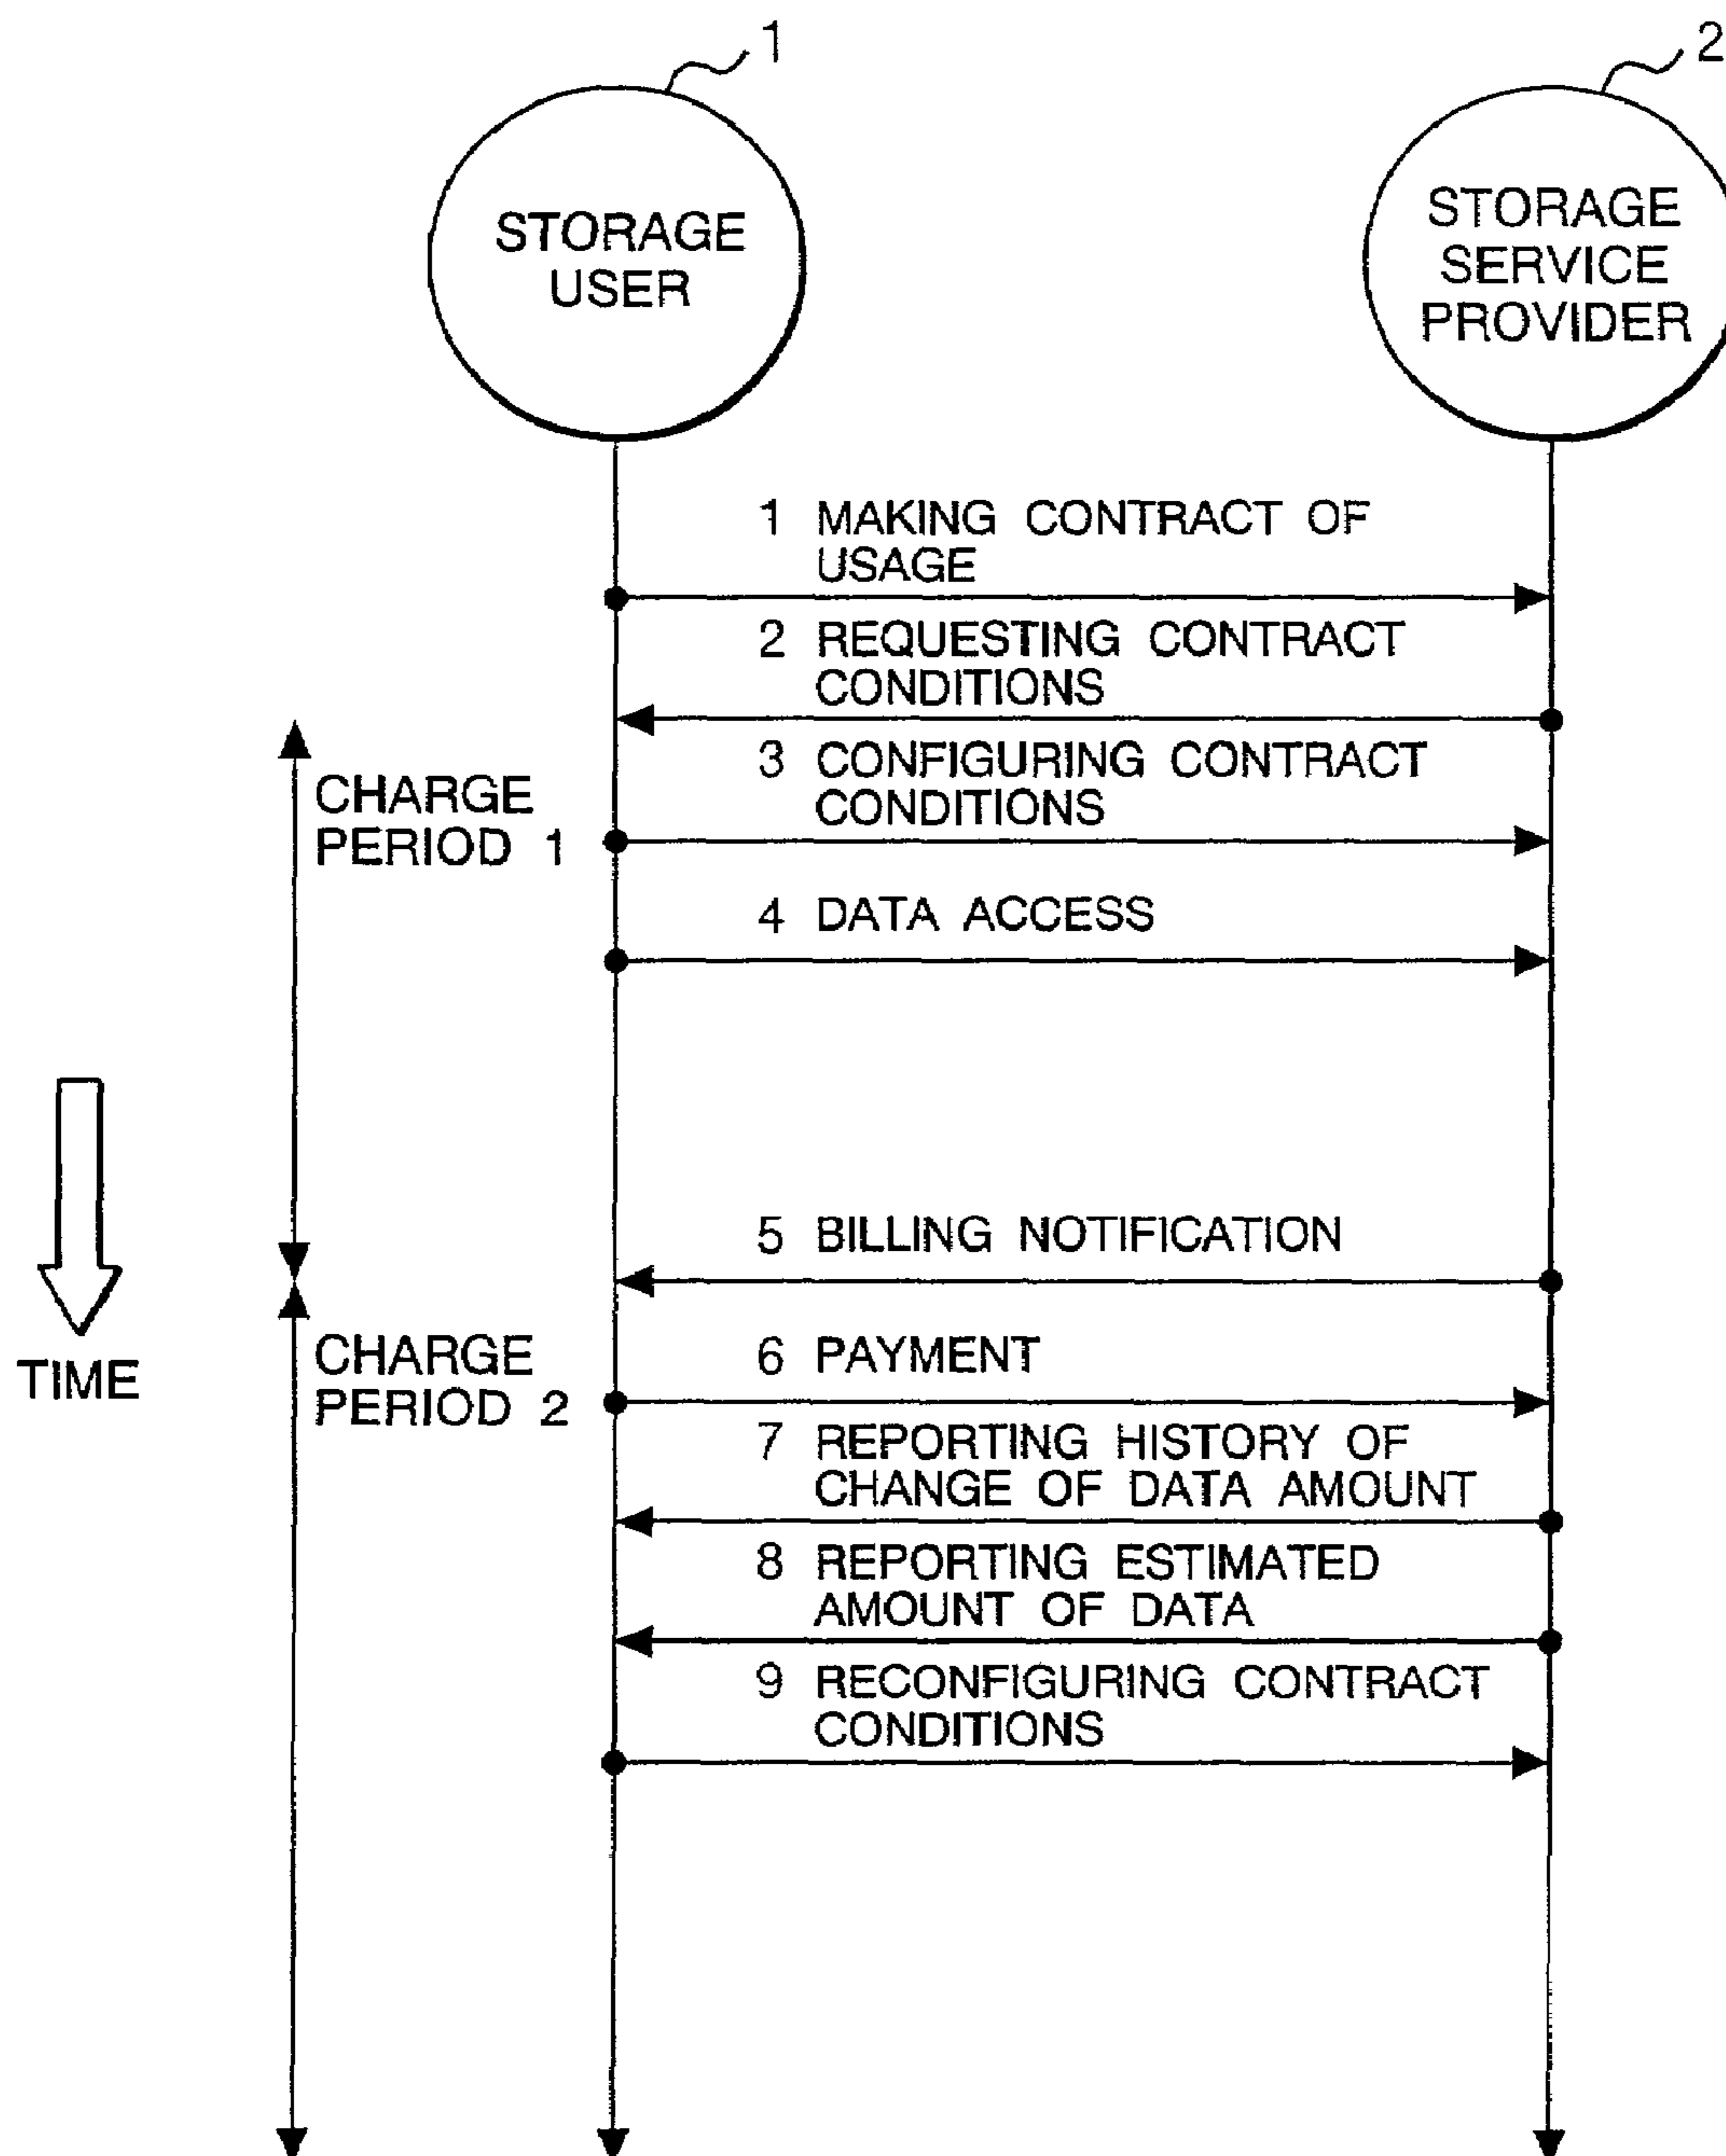 1
2
STORAGE
USER
STORAGE
SERVICE
PROVIDER
1 MAKING CONTRACT OF
USAGE
2 REQUESTING CONTRACT
CONDITIONS
3 CONFIGURING CONTRACT
CONDITIONS
CHARGE
PERIOD 1
4 DATA ACCESS
5 BILLING NOTIFICATION
TIME
CHARGE
PERIOD 2
6 PAYMENT
7 REPORTING HISTORY OF
CHANGE OF DATA AMOUNT
8 REPORTING ESTIMATED
AMOUNT OF DATA
9 RECONFIGURING CONTRACT
CONDITIONS